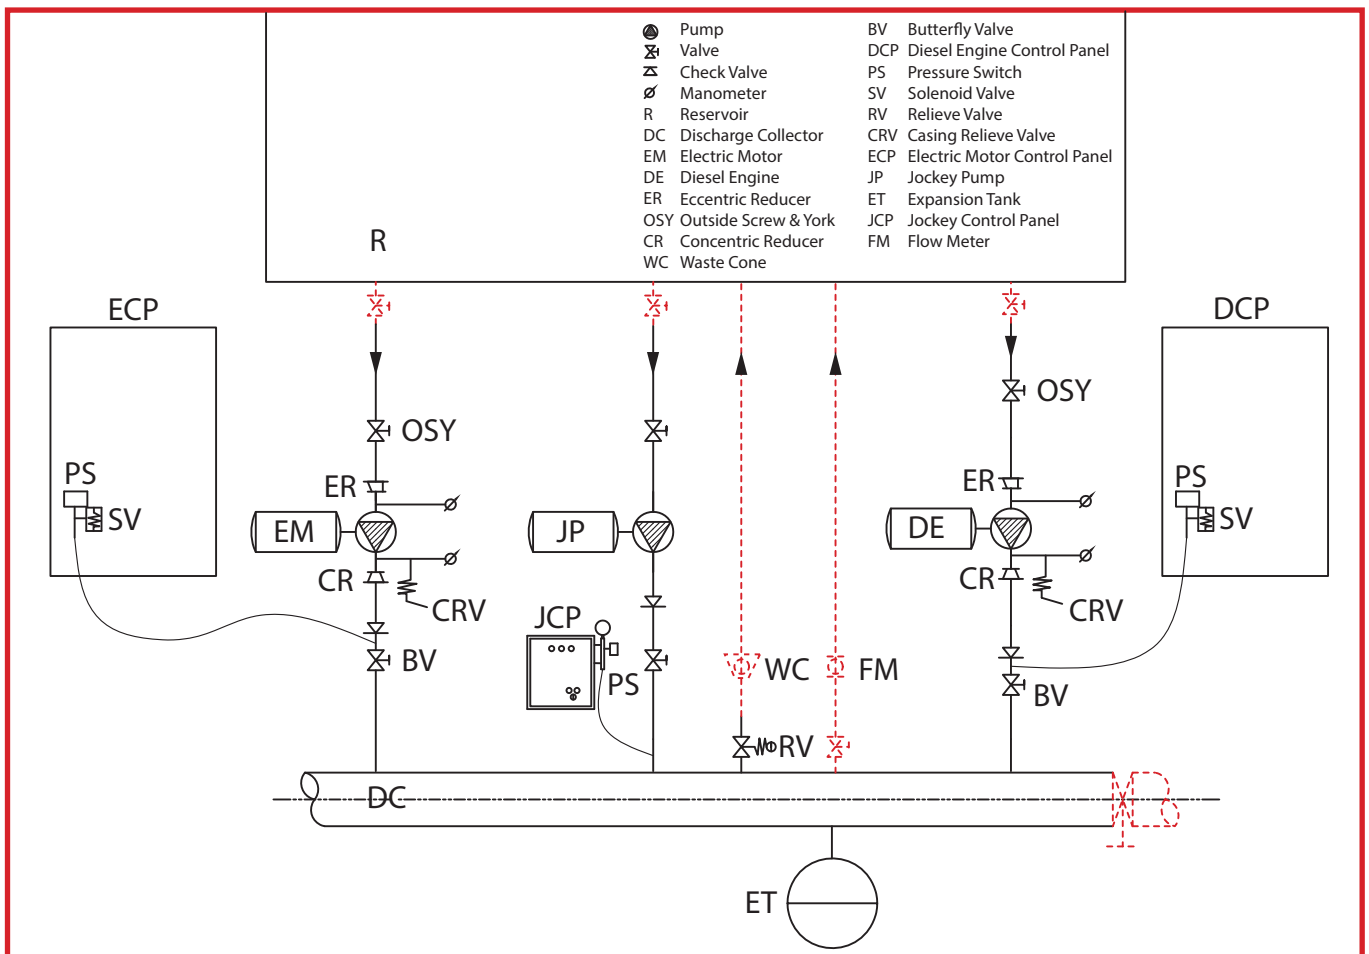 Pump
Valve
Check Valve
Manometer
R Reservoir
DC Discharge Collector
EM Electric Motor
DE Diesel Engine
ER Eccentric Reducer
OSY Outside Screw & York
CR Concentric Reducer
WC Waste Cone
BV Butterfly Valve
DCP Diesel Engine Control Panel
PS Pressure Switch
SV Solenoid Valve
RV Relieve Valve
CRV Casing Relieve Valve
ECP Electric Motor Control Panel
JP Jockey Pump
ET Expansion Tank
JCP Jockey Control Panel
FM Flow Meter
R
ECP
DCP
OSY
OSY
PS
SV
ER
EM
CR
CRV
BV
JP
JCP
PS
WC
FM
RV
ER
DE
CR
CRV
BV
PS
SV
DC
ET